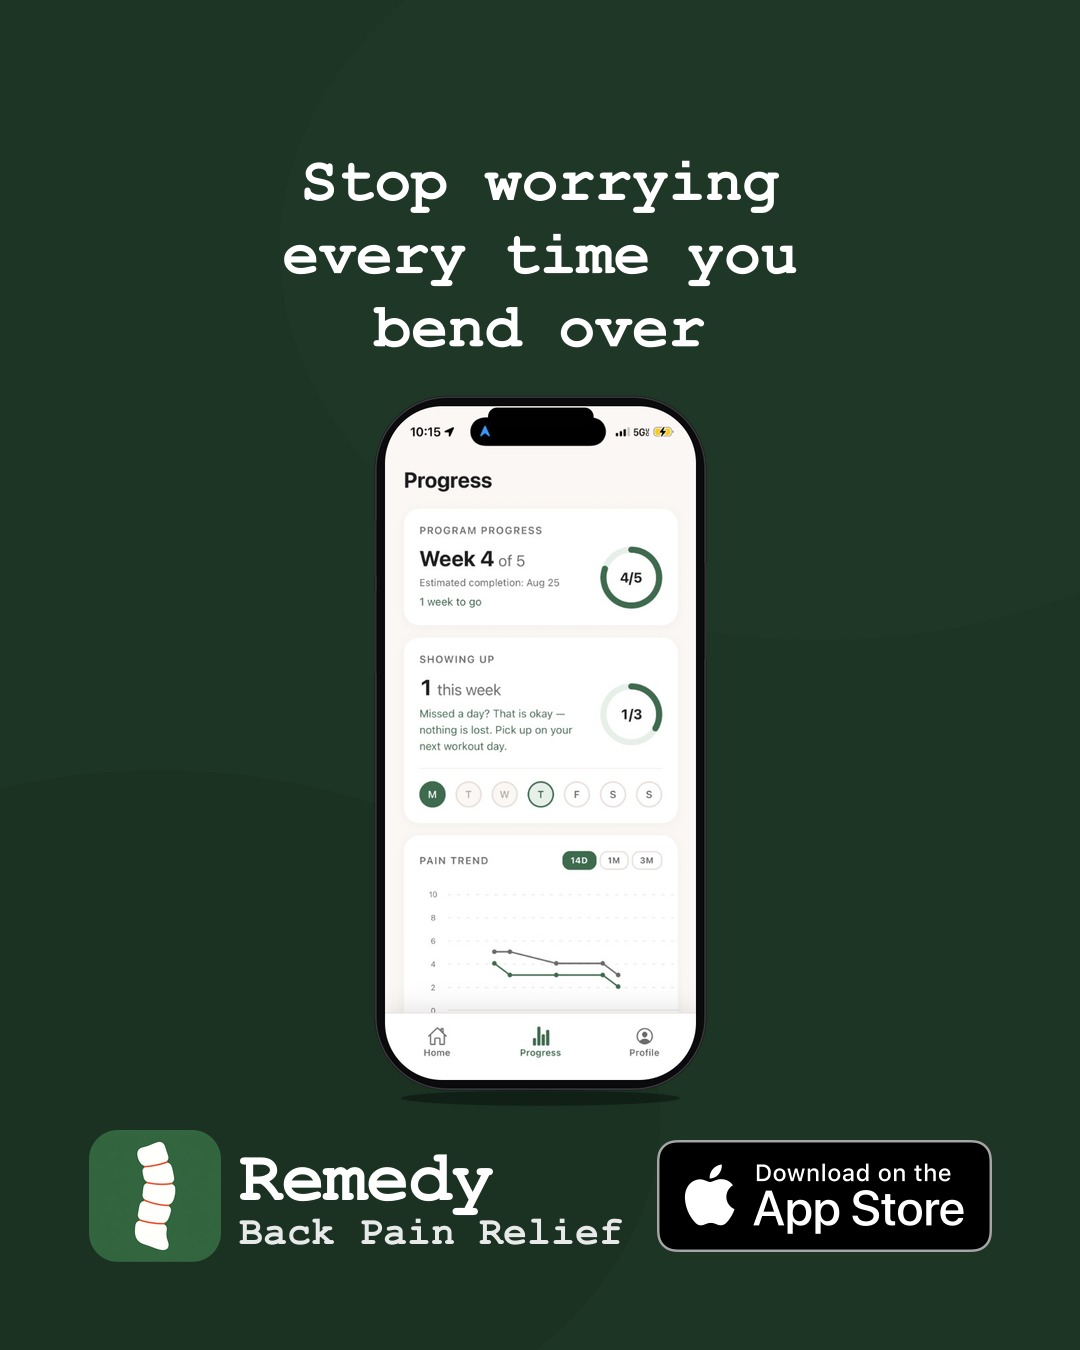 Stop worrying
every time you
bend over
10:15
5G
Progress
PROGRAM PROGRESS
Week 4 of 5
Estimated completion: Aug 25
1 week to go
4/5
SHOWING UP
1 this week
Missed a day? That is okay —
nothing is lost. Pick up on your
next workout day.
1/3
M T W T F S S
PAIN TREND
14D 1M 3M
10
8
6
4
2
0
Home Progress Profile
Remedy
Back Pain Relief
Download on the
App Store